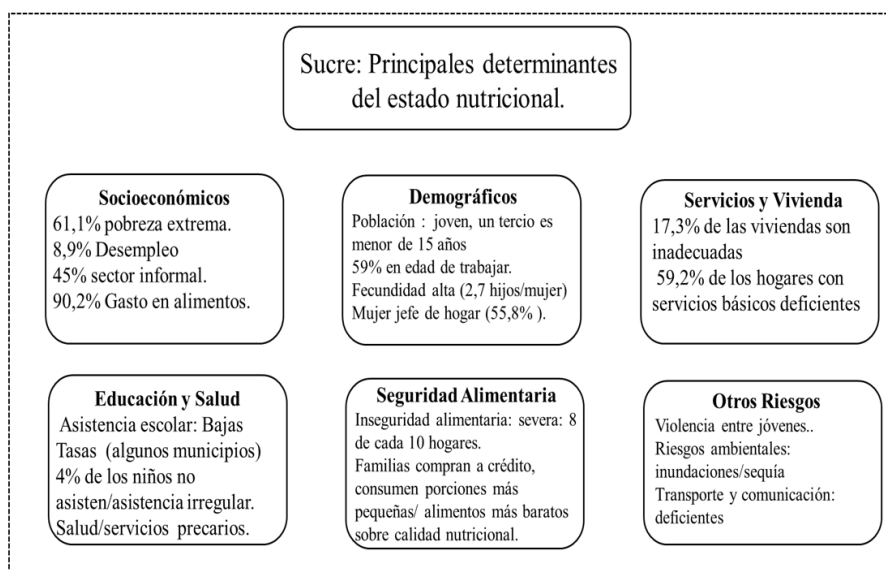 Sucre: Principales determinantes
del estado nutricional.
Socioeconómicos
61,1% pobreza extrema.
8,9% Desempleo
45% sector informal.
90,2% Gasto en alimentos.
Demográficos
Población : joven, un tercio es
menor de 15 años
59% en edad de trabajar.
Fecundidad alta (2,7 hijos/mujer)
Mujer jefe de hogar (55,8% ).
Servicios y Vivienda
17,3% de las viviendas son
inadecuadas
59,2% de los hogares con
servicios básicos deficientes
Educación y Salud
Asistencia escolar: Bajas
Tasas (algunos municipios)
4% de los niños no
asisten/asistencia irregular.
Salud/servicios precarios.
Seguridad Alimentaria
Inseguridad alimentaria: severa: 8
de cada 10 hogares.
Familias compran a crédito,
consumen porciones más
pequeñas/ alimentos más baratos
sobre calidad nutricional.
Otros Riesgos
Violencia entre jóvenes..
Riesgos ambientales:
inundaciones/sequía
Transporte y comunicación:
deficientes